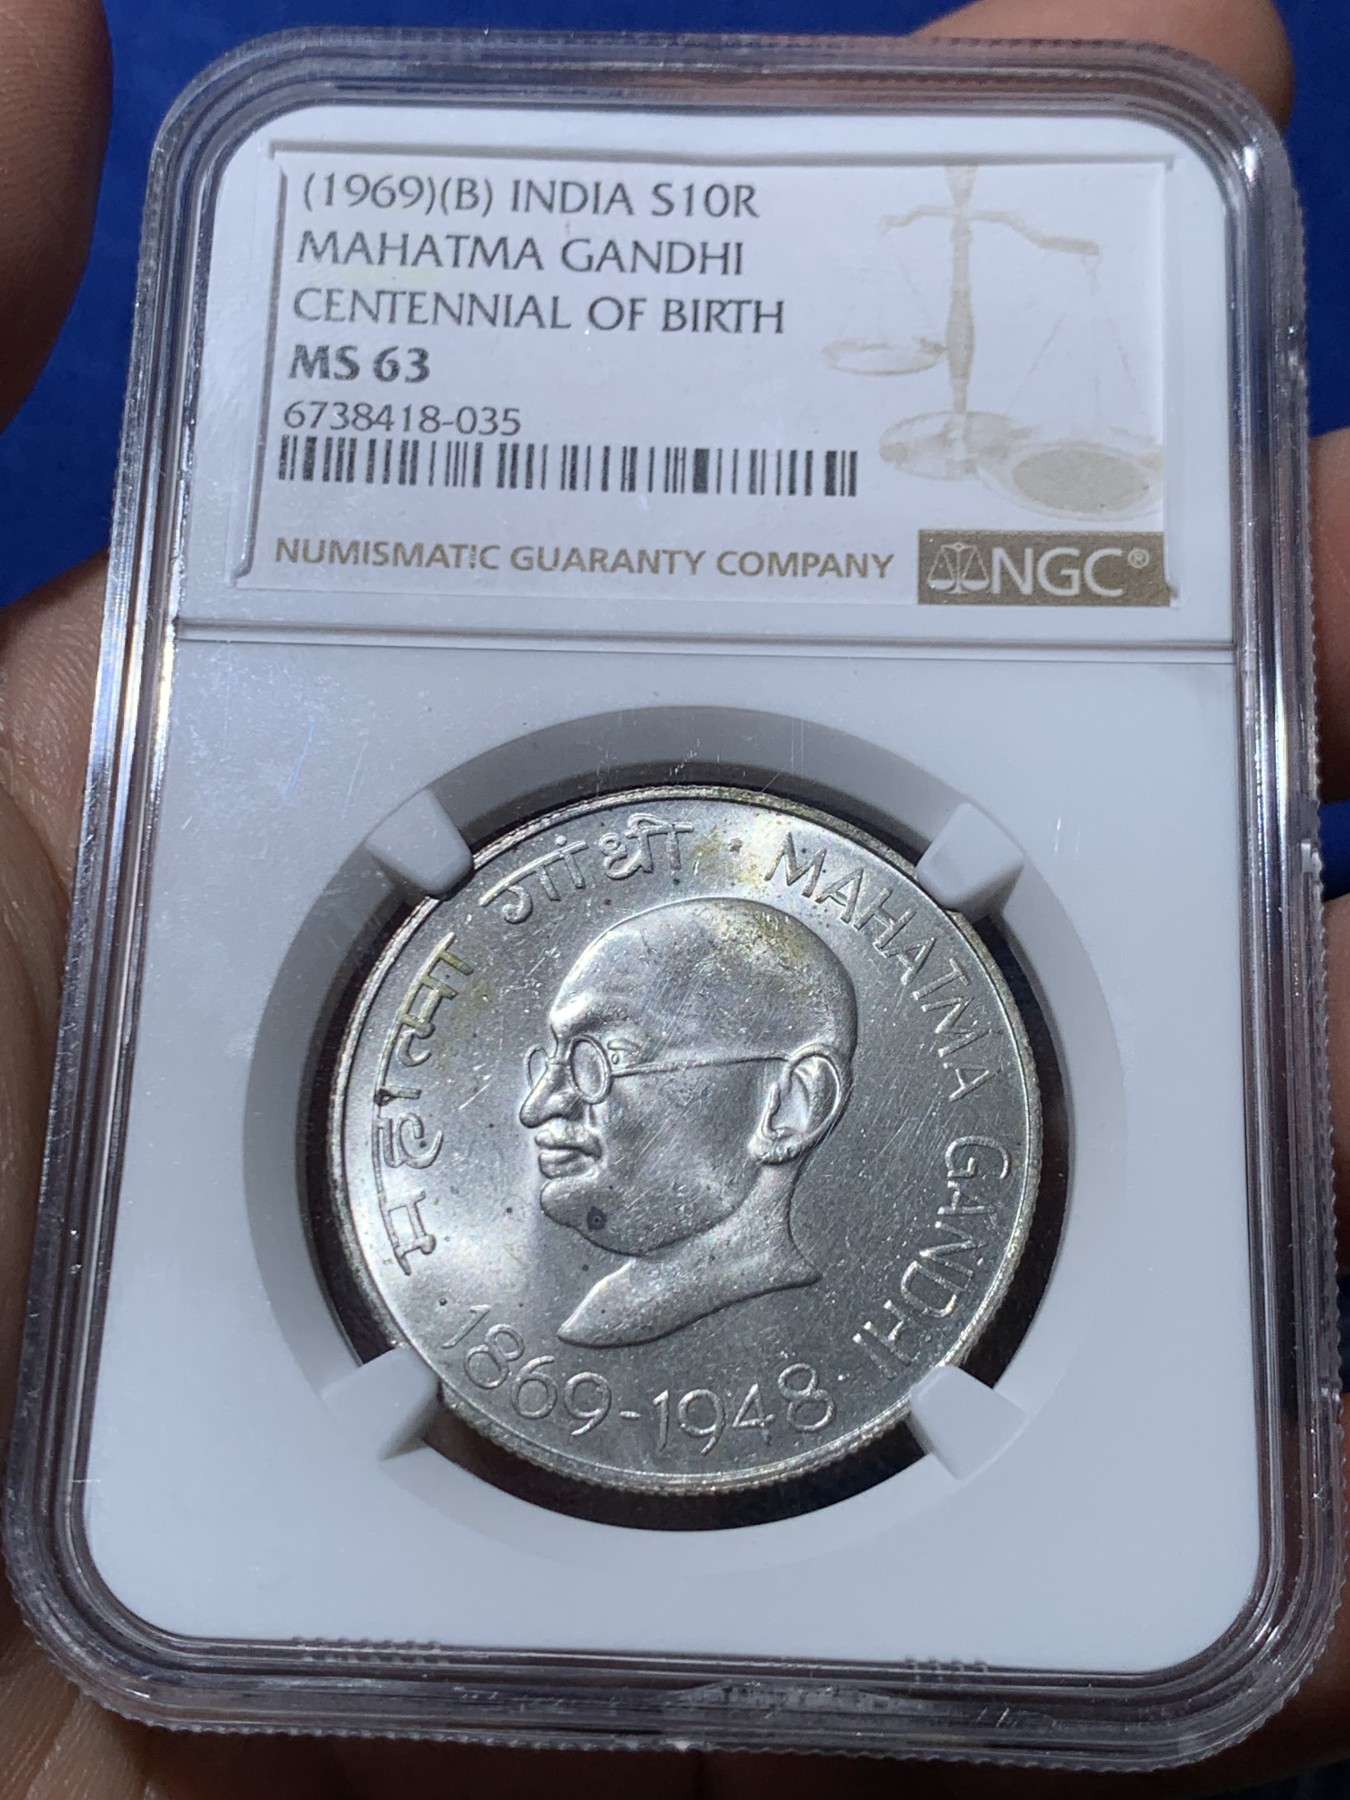 (1969)(B) INDIA S10R
MAHATMA GANDHI
CENTENNIAL OF BIRTH
MS 63
6738418-035
NUMISMATIC GUARANTY COMPANY
NGC®
महात्मा गांधी • MAHATMA GANDHI
1869-1948